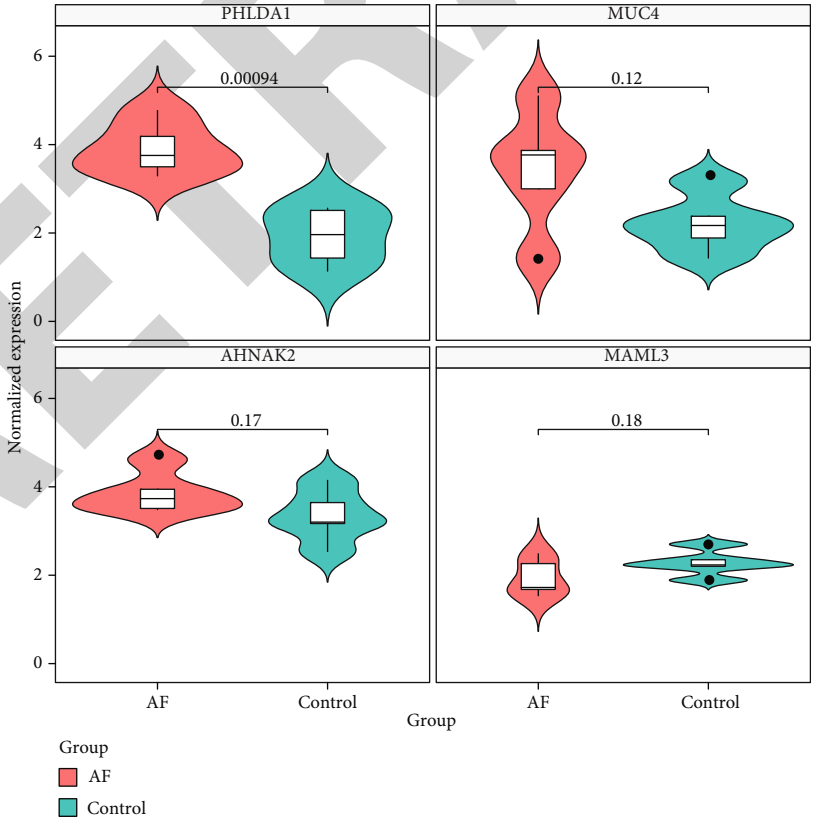 PHLDA1
MUC4
6
4
2
0
0.00094
0.12
Normalized expression
AHNAK2
MAML3
6
4
2
0
0.17
0.18
AF
Control
AF
Control
Group
Group
AF
Control